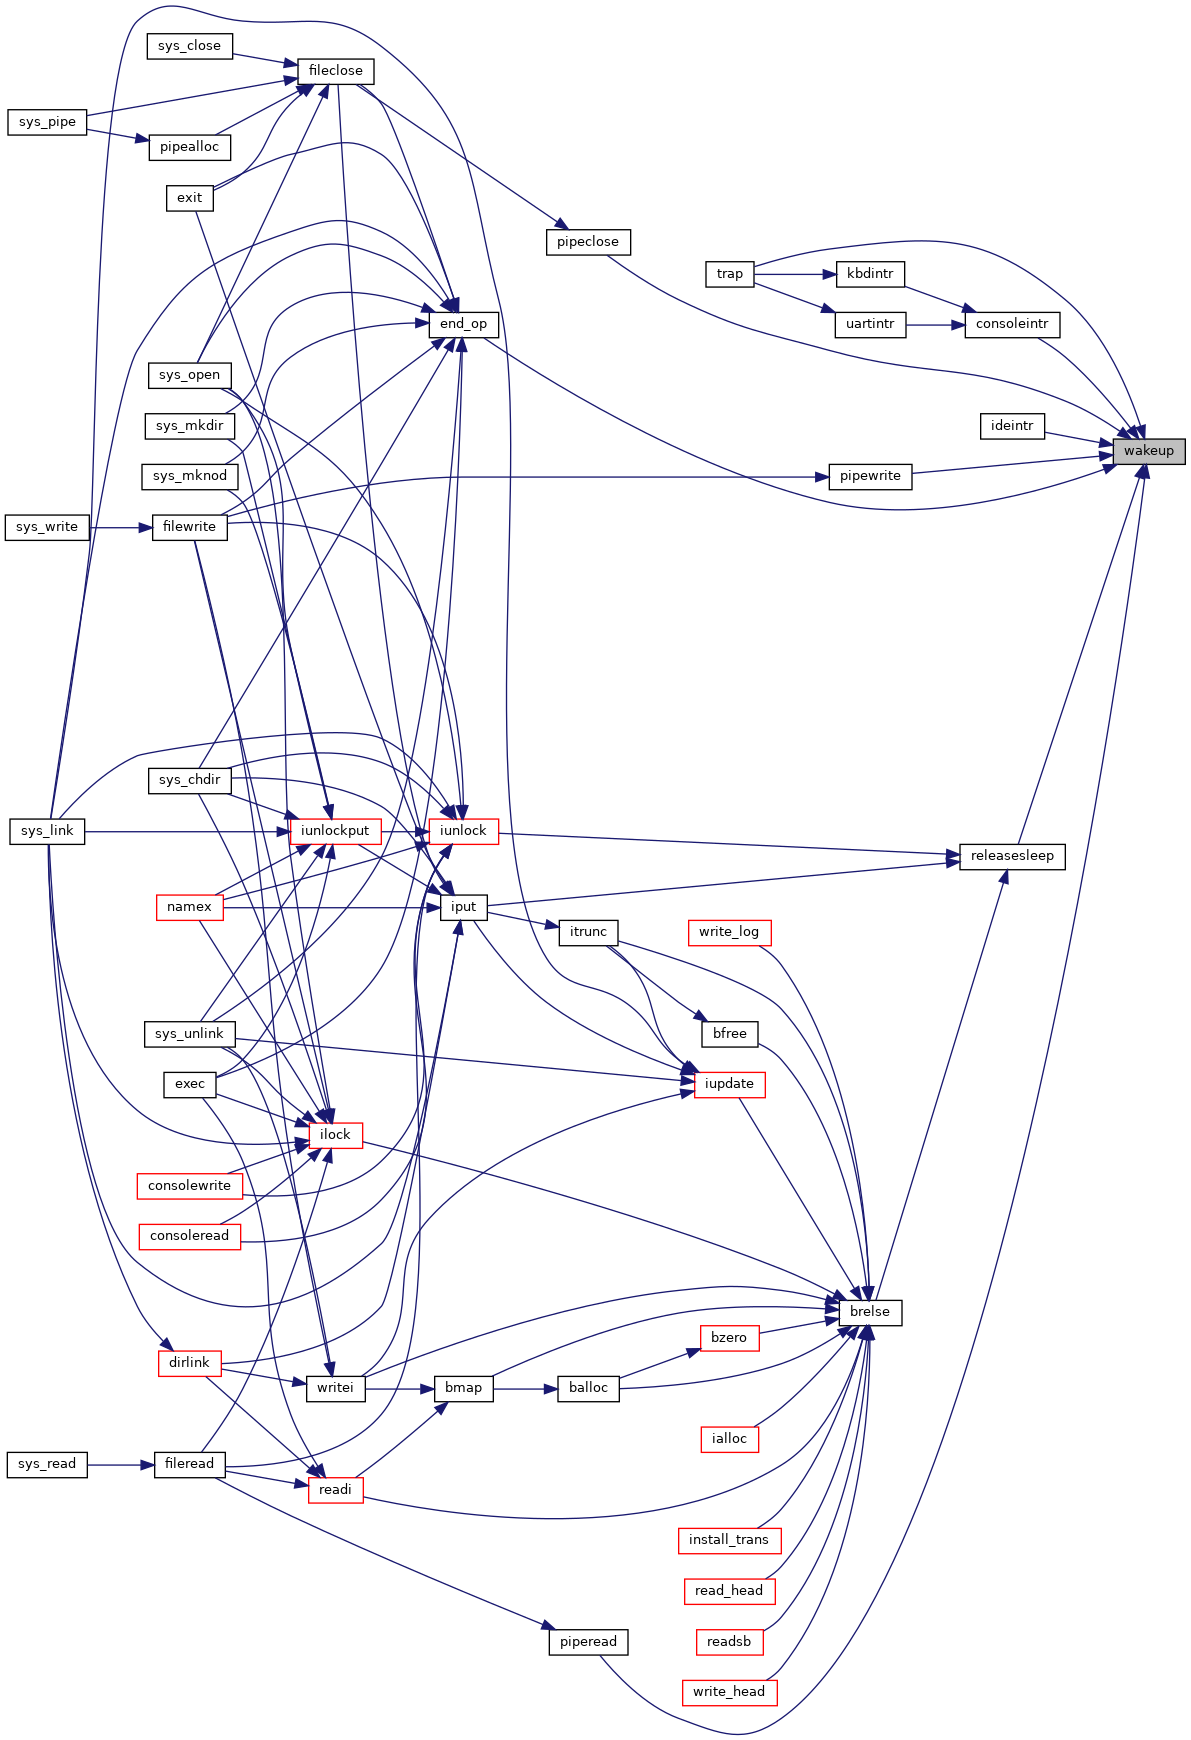 sys_close
fileclose
sys_pipe
pipealloc
exit
pipeclose
trap
kbdintr
end_op
uartintr
consoleintr
sys_open
sys_mkdir
ideintr
wakeup
sys_mknod
pipewrite
sys_write
filewrite
sys_chdir
sys_link
iunlockput
iunlock
releasesleep
namex
iput
itrunc
write_log
sys_unlink
bfree
exec
iupdate
ilock
consolewrite
consoleread
brelse
bzero
dirlink
writei
bmap
balloc
ialloc
sys_read
fileread
readi
install_trans
read_head
piperead
readsb
write_head